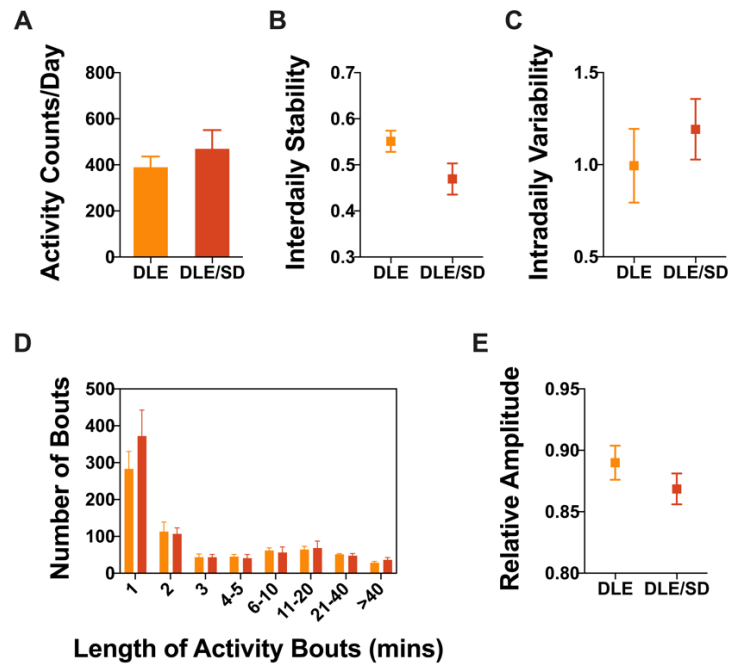 A
Activity Counts/Day
800
600
400
200
0
DLE DLE/SD
B
Interdaily Stability
0.7
0.6
0.5
0.4
0.3
DLE DLE/SD
C
Intradaily Variability
1.5
1.0
0.5
DLE DLE/SD
D
Number of Bouts
500
400
300
200
100
0
1 2 3 4-5 6-10 11-20 21-40 >40
Length of Activity Bouts (mins)
E
Relative Amplitude
0.95
0.90
0.85
0.80
DLE DLE/SD